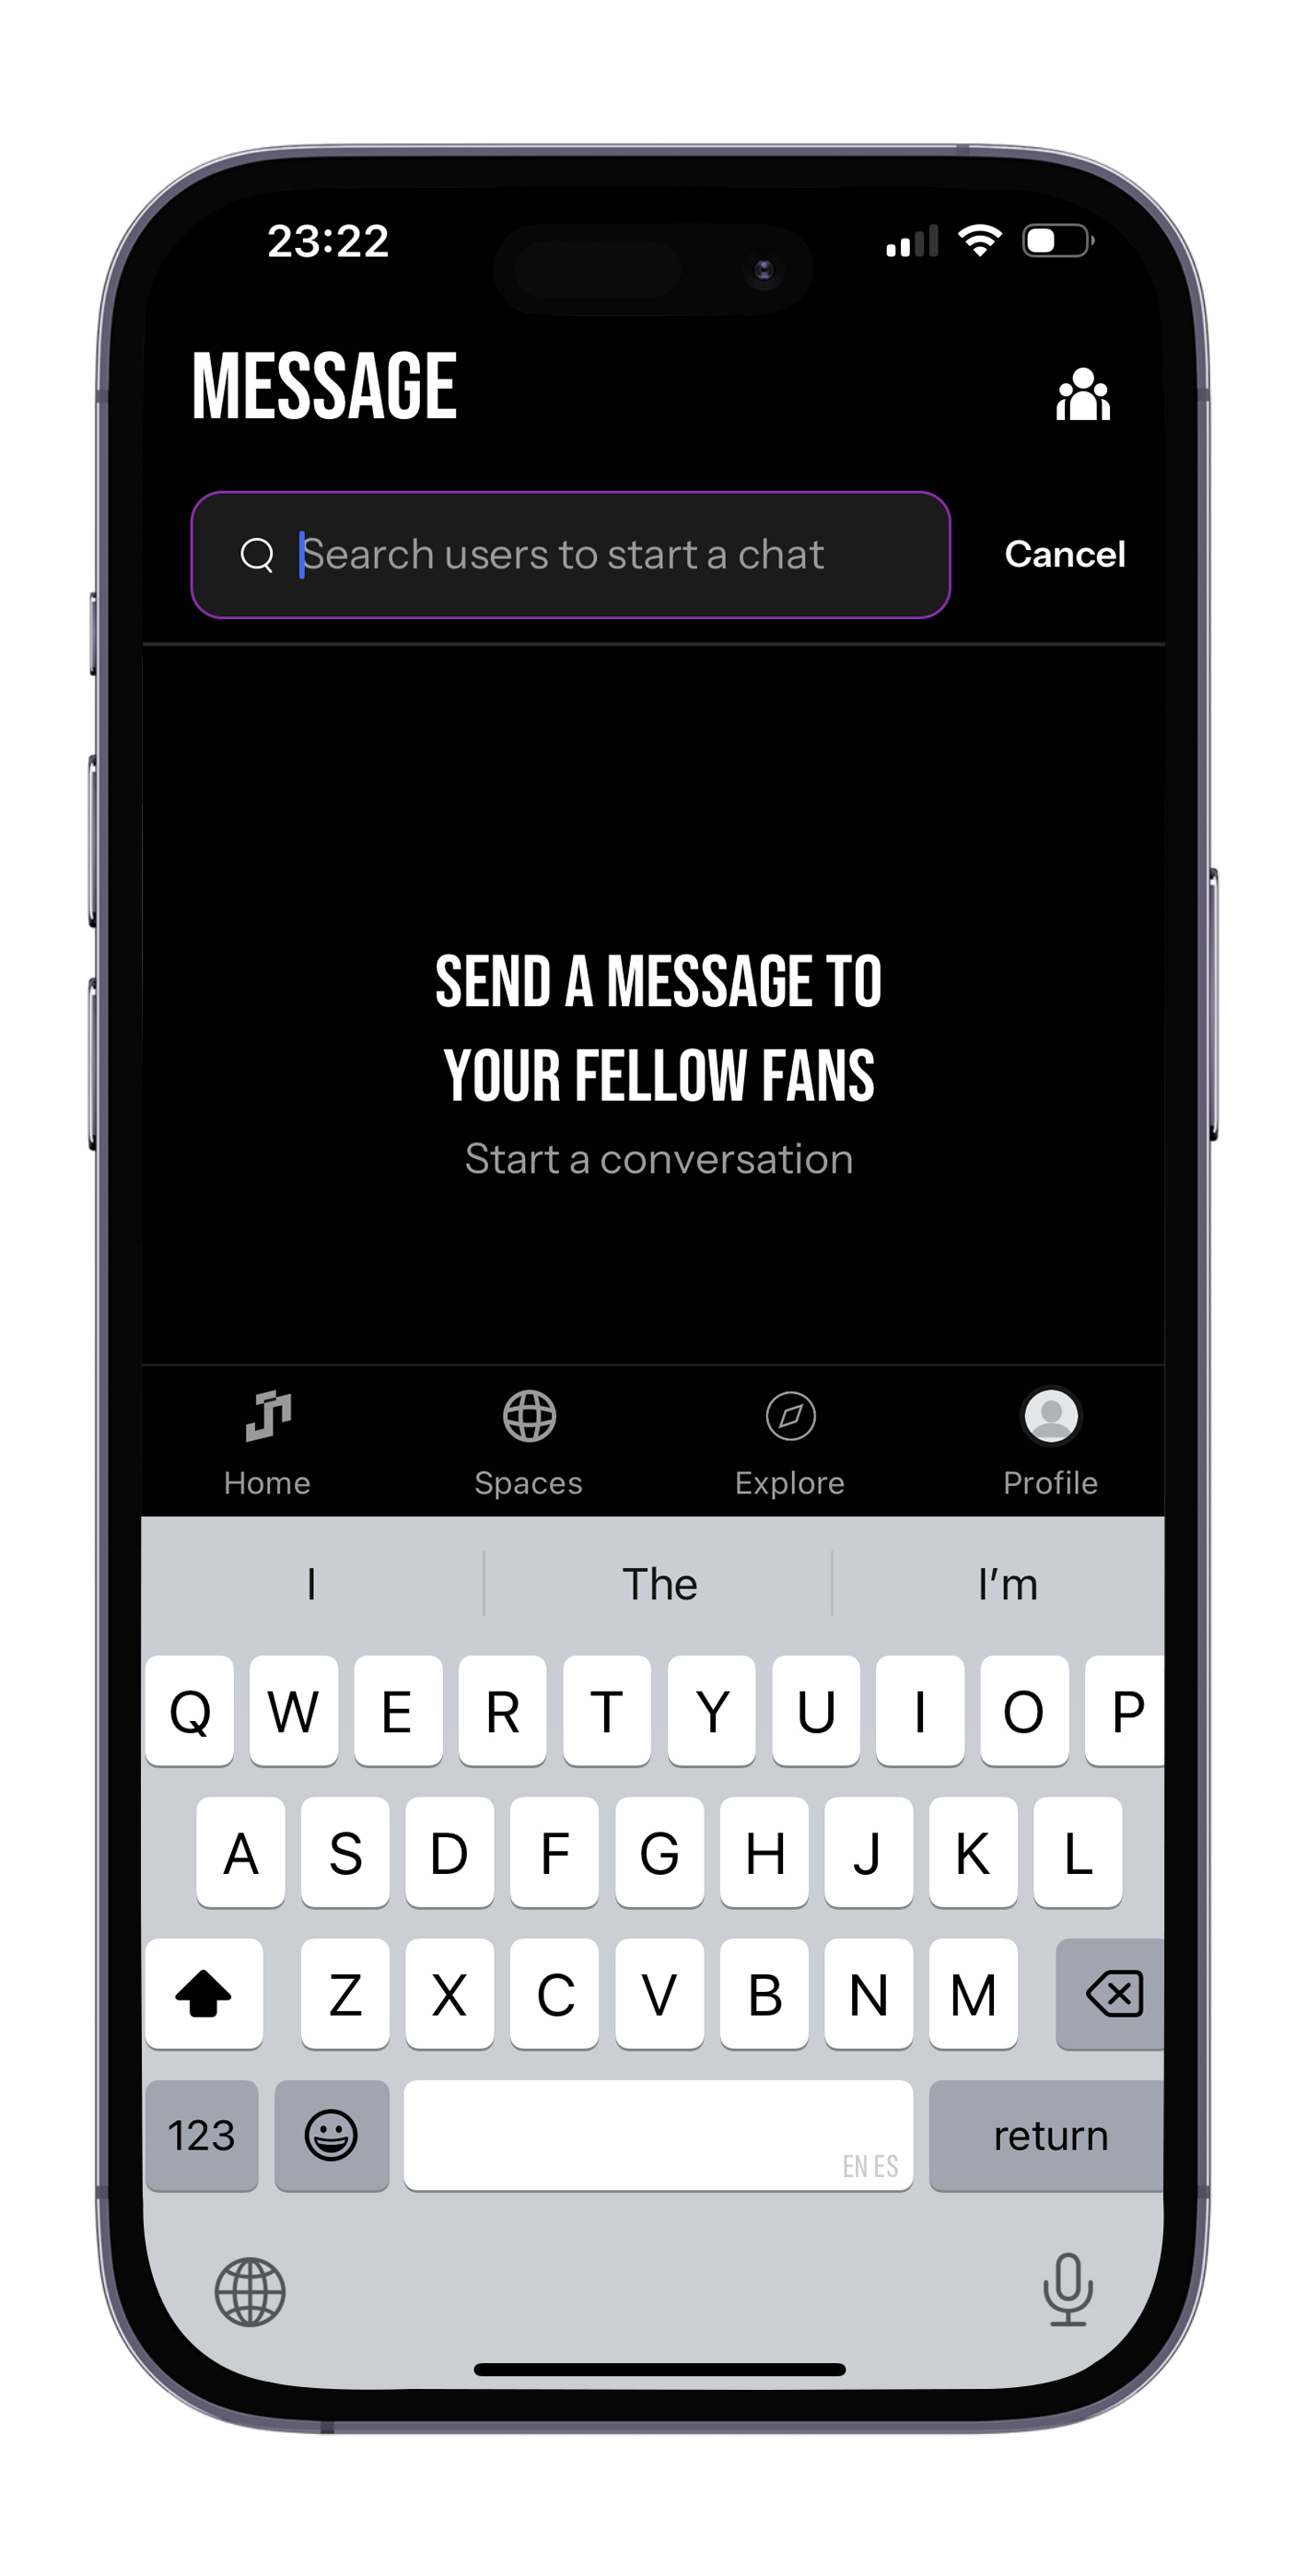 23:22
MESSAGE
Search users to start a chat
Cancel
SEND A MESSAGE TO
YOUR FELLOW FANS
Start a conversation
Home Spaces Explore Profile
I The I'm
Q W E R T Y U I O P
A S D F G H J K L
Z X C V B N M
123 EN ES return